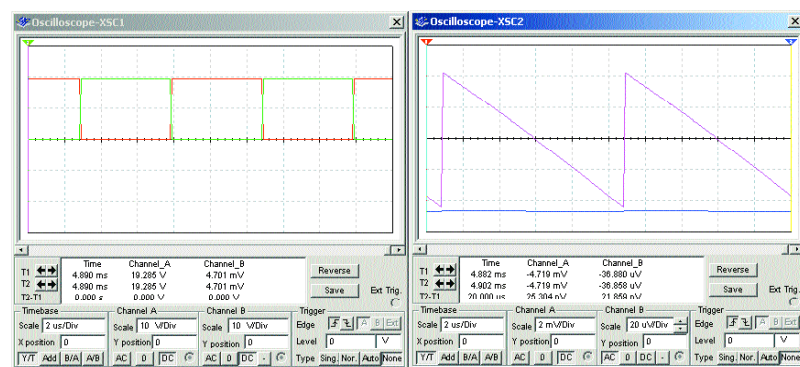 Oscilloscope-XSC1
Time Channel_A Channel_B
T1 4.890 ms 19.285 V 4.701 mV
T2 4.890 ms 19.285 V 4.701 mV
T2-T1 0.000 s 0.000 V 0.000 V
Reverse
Save
Ext Trig.
Timebase
Scale 2 us/Div
X position 0
Y/T Add B/A A/B
Channel A
Scale 10 V/Div
Y position 0
AC 0 DC
Channel B
Scale 10 V/Div
Y position 0
AC 0 DC -
Trigger
Edge A B Ext
Level 0 V
Type Sing. Nor. Auto None
Oscilloscope-XSC2
Time Channel_A Channel_B
T1 4.882 ms -4.719 mV -36.880 uV
T2 4.902 ms -4.719 mV -36.858 uV
T2-T1 20.000 us 25.304 nV 21.859 nV
Reverse
Save
Ext Trig.
Timebase
Scale 2 us/Div
X position 0
Y/T Add B/A A/B
Channel A
Scale 2 mV/Div
Y position 0
AC 0 DC
Channel B
Scale 20 uV/Div
Y position 0
AC 0 DC -
Trigger
Edge A B Ext
Level 0 V
Type Sing. Nor. Auto None